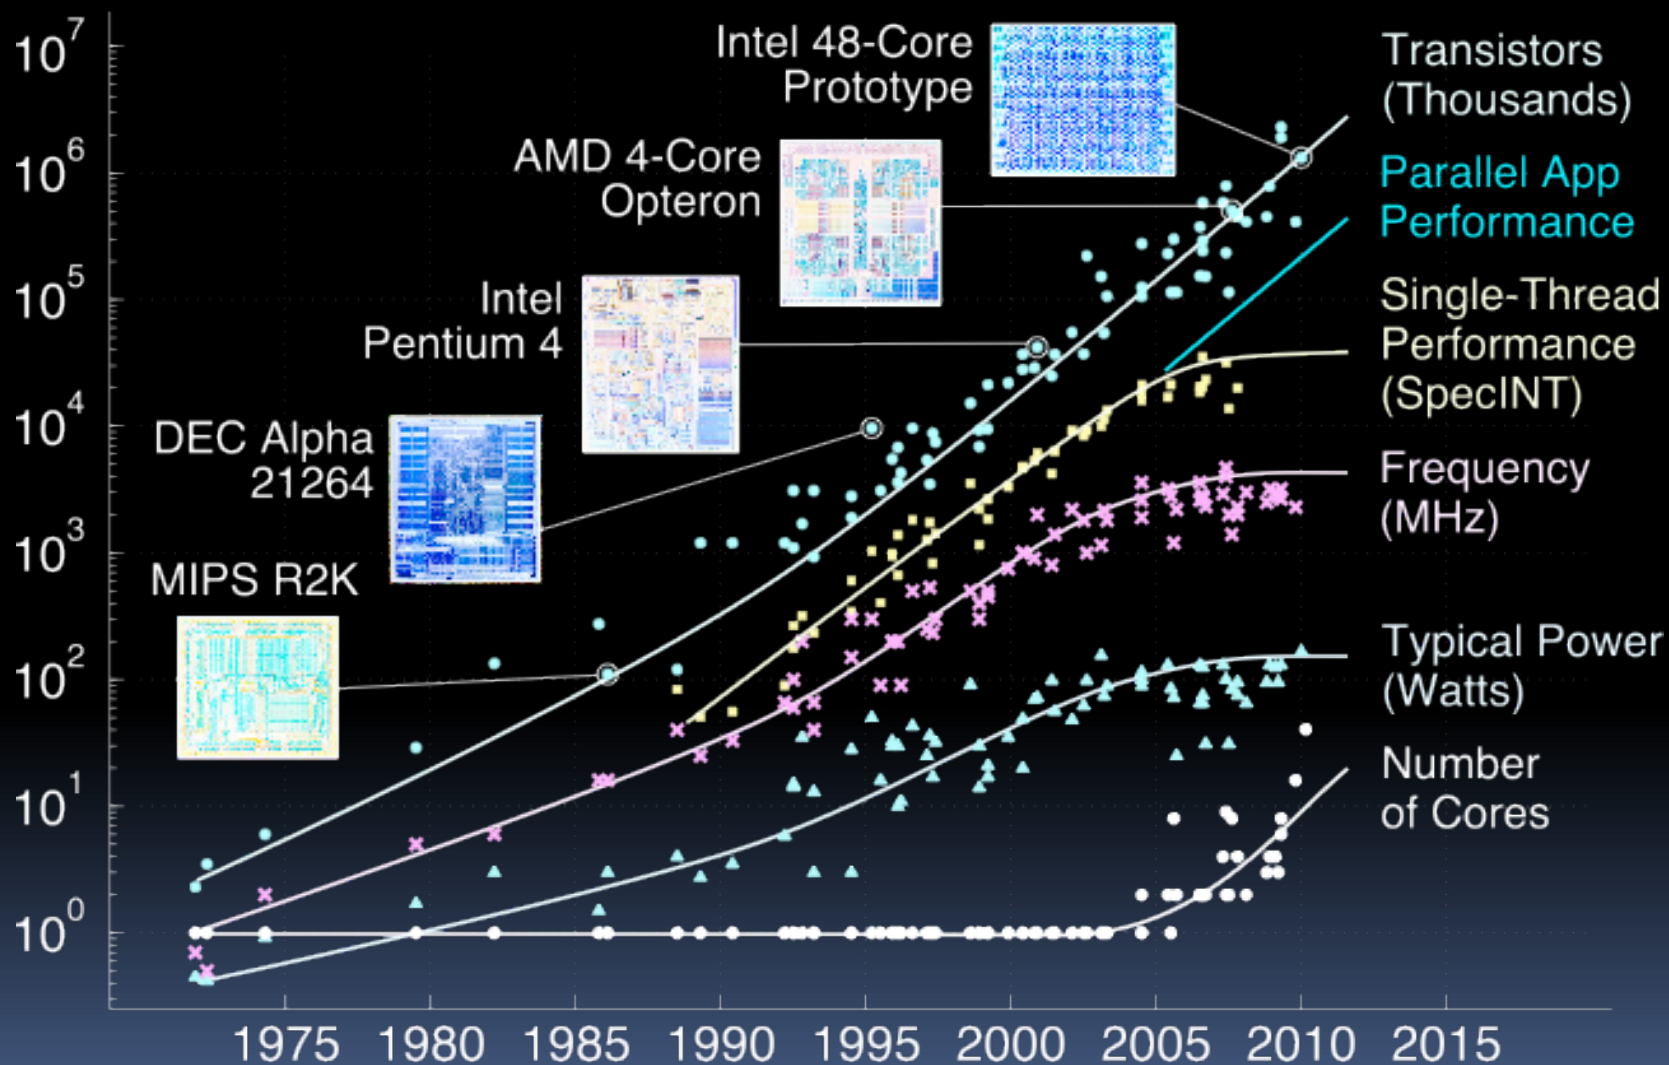 10^7
10^6
10^5
10^4
10^3
10^2
10^1
10^0
Intel 48-Core
Prototype
AMD 4-Core
Opteron
Intel
Pentium 4
DEC Alpha
21264
MIPS R2K
Transistors
(Thousands)
Parallel App
Performance
Single-Thread
Performance
(SpecINT)
Frequency
(MHz)
Typical Power
(Watts)
Number
of Cores
1975 1980 1985 1990 1995 2000 2005 2010 2015